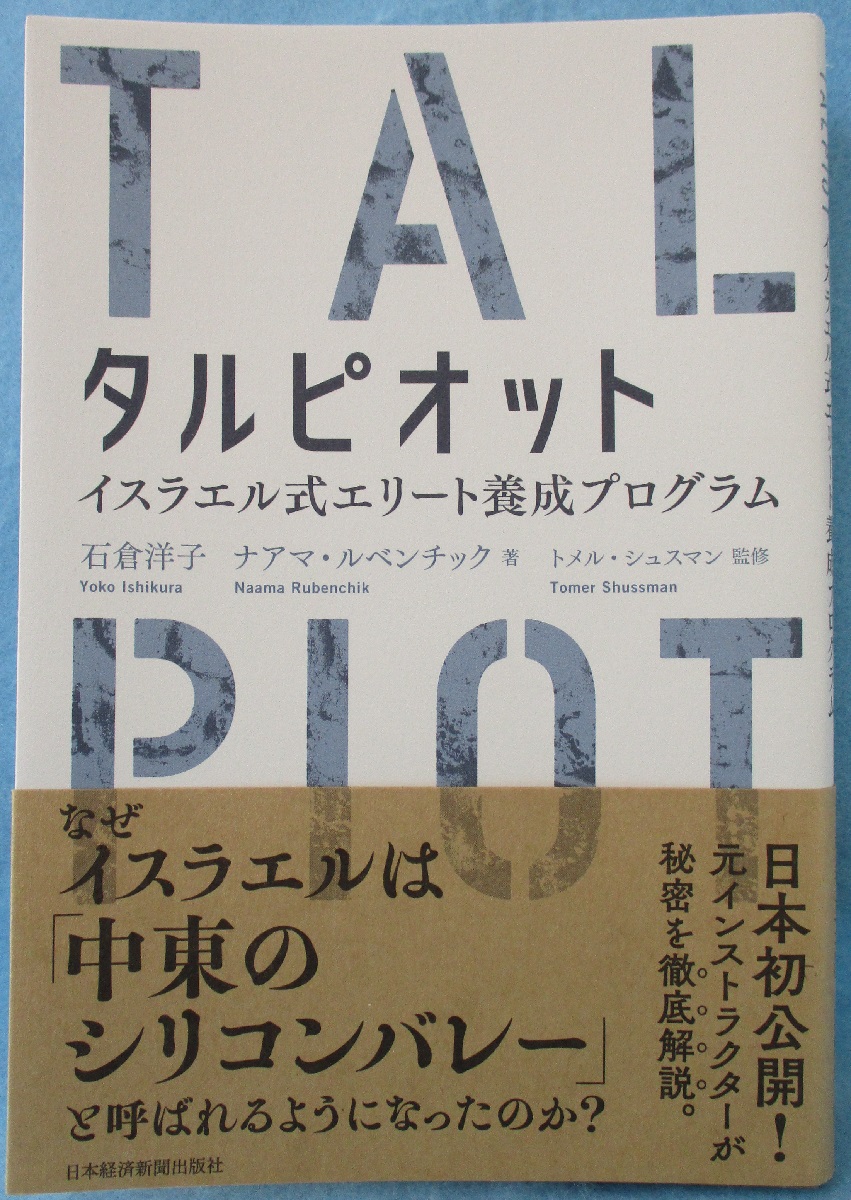 TAL
タルピオット
イスラエル式エリート養成プログラム
石倉洋子 ナアマ・ルベンチック 著 トメル・シュスマン 監修
Yoko Ishikura Naama Rubenchik Tomer Shussman
PIOT
なぜ
イスラエルは
「中東の
シリコンバレー」
と呼ばれるようになったのか?
日本経済新聞出版社
日本初公開!
元インストラクターが
秘密を徹底解説。